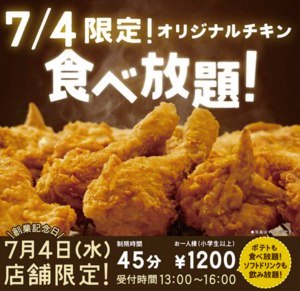 7/4限定!オリジナルチキン
食べ放題!
創業記念日
7月4日(水)
店舗限定!
制限時間
45分
お一人様(小学生以上)
¥1200
受付時間 13:00~16:00
ポテトも
食べ放題!
ソフトドリンクも
飲み放題!